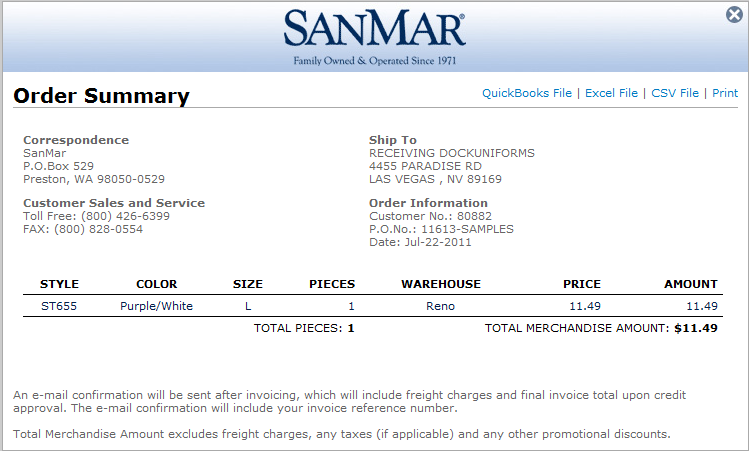 SANMAR®
Family Owned & Operated Since 1971
Order Summary
QuickBooks File | Excel File | CSV File | Print
Correspondence
SanMar
P.O.Box 529
Preston, WA 98050-0529
Ship To
RECEIVING DOCKUNIFORMS
4455 PARADISE RD
LAS VEGAS , NV 89169
Customer Sales and Service
Toll Free: (800) 426-6399
FAX: (800) 828-0554
Order Information
Customer No.: 80882
P.O.No.: 11613-SAMPLES
Date: Jul-22-2011
STYLE COLOR SIZE PIECES WAREHOUSE PRICE AMOUNT
ST655 Purple/White L 1 Reno 11.49 11.49
TOTAL PIECES: 1 TOTAL MERCHANDISE AMOUNT: $11.49
An e-mail confirmation will be sent after invoicing, which will include freight charges and final invoice total upon credit
approval. The e-mail confirmation will include your invoice reference number.
Total Merchandise Amount excludes freight charges, any taxes (if applicable) and any other promotional discounts.